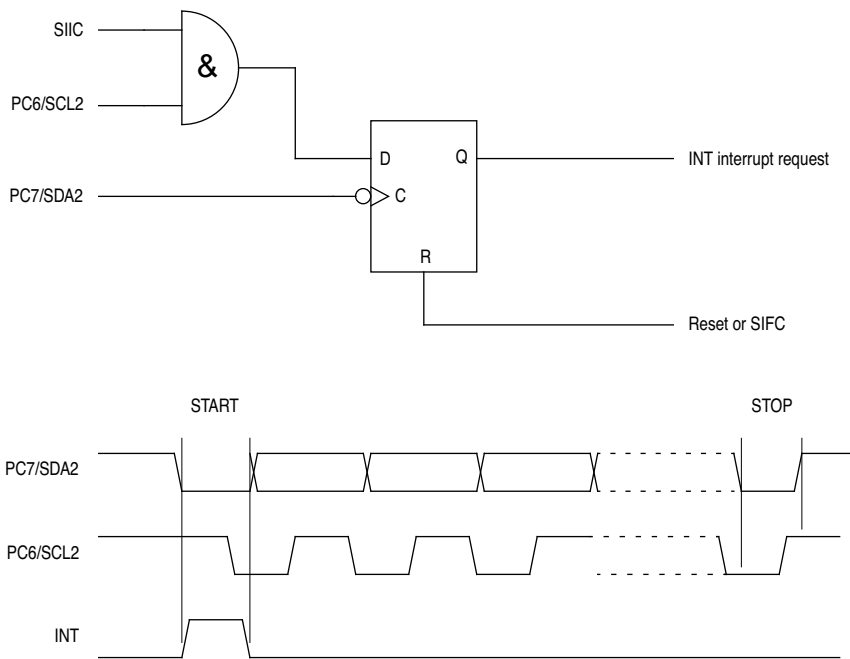 SIIC
&
PC6/SCL2
D
Q
INT interrupt request
PC7/SDA2
C
R
Reset or SIFC
START
STOP
PC7/SDA2
PC6/SCL2
INT